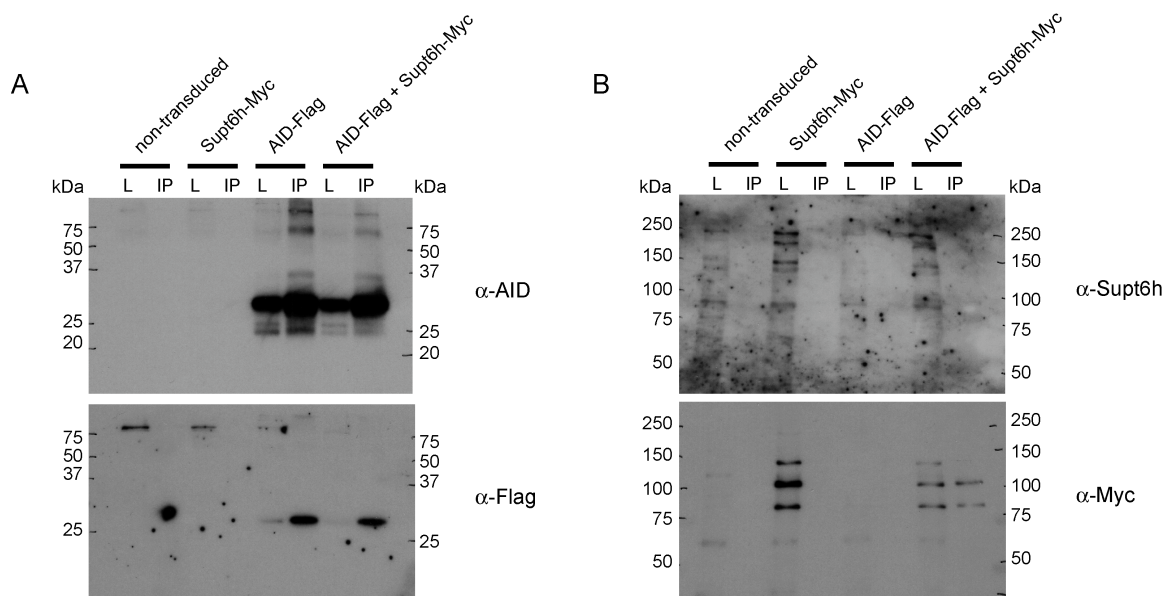 A
non-transduced
Supt6h-Myc
AID-Flag
AID-Flag + Supt6h-Myc
kDa
L IP L IP L IP L IP
kDa
75
50
37
25
20
75
50
37
25
20
α-AID
75
50
37
25
75
50
37
25
α-Flag
B
non-transduced
Supt6h-Myc
AID-Flag
AID-Flag + Supt6h-Myc
kDa
L IP L IP L IP L IP
kDa
250
150
100
75
50
250
150
100
75
50
α-Supt6h
250
150
100
75
50
250
150
100
75
50
α-Myc